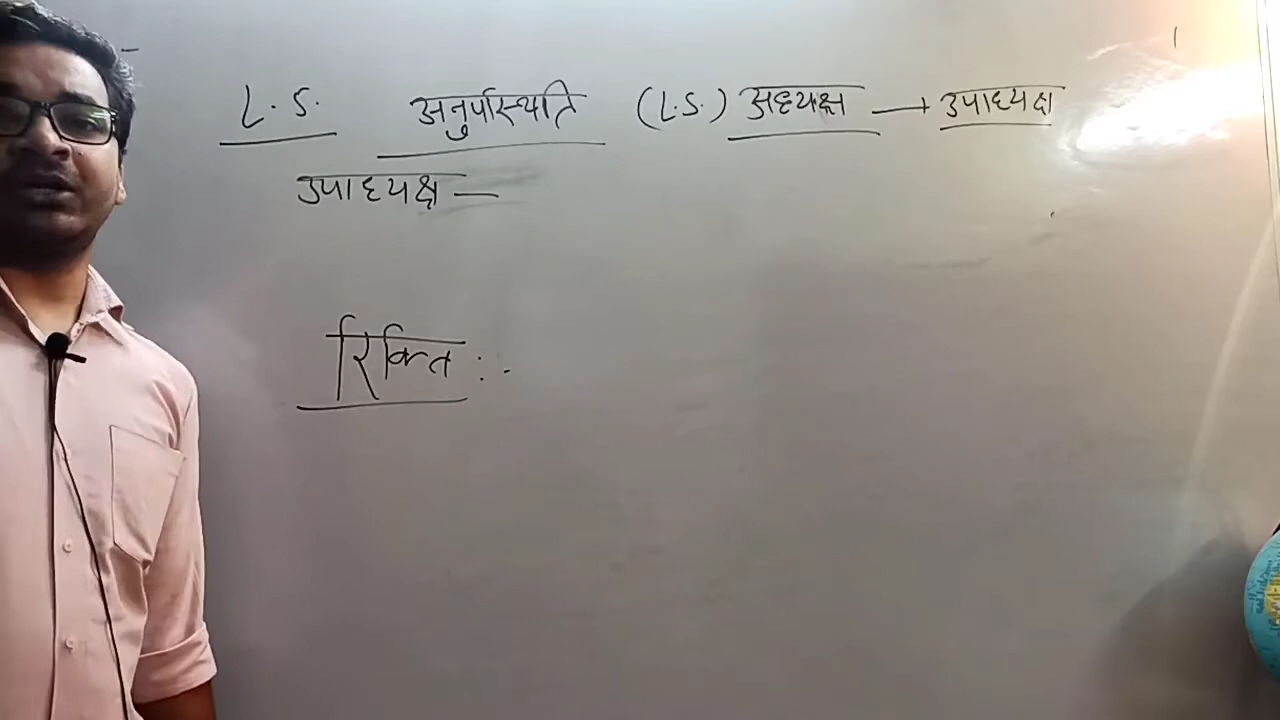 L.S. अनुपस्थिति (L.S.) अध्यक्ष → उपाध्यक्ष
उपाध्यक्ष —
रिक्ति :-